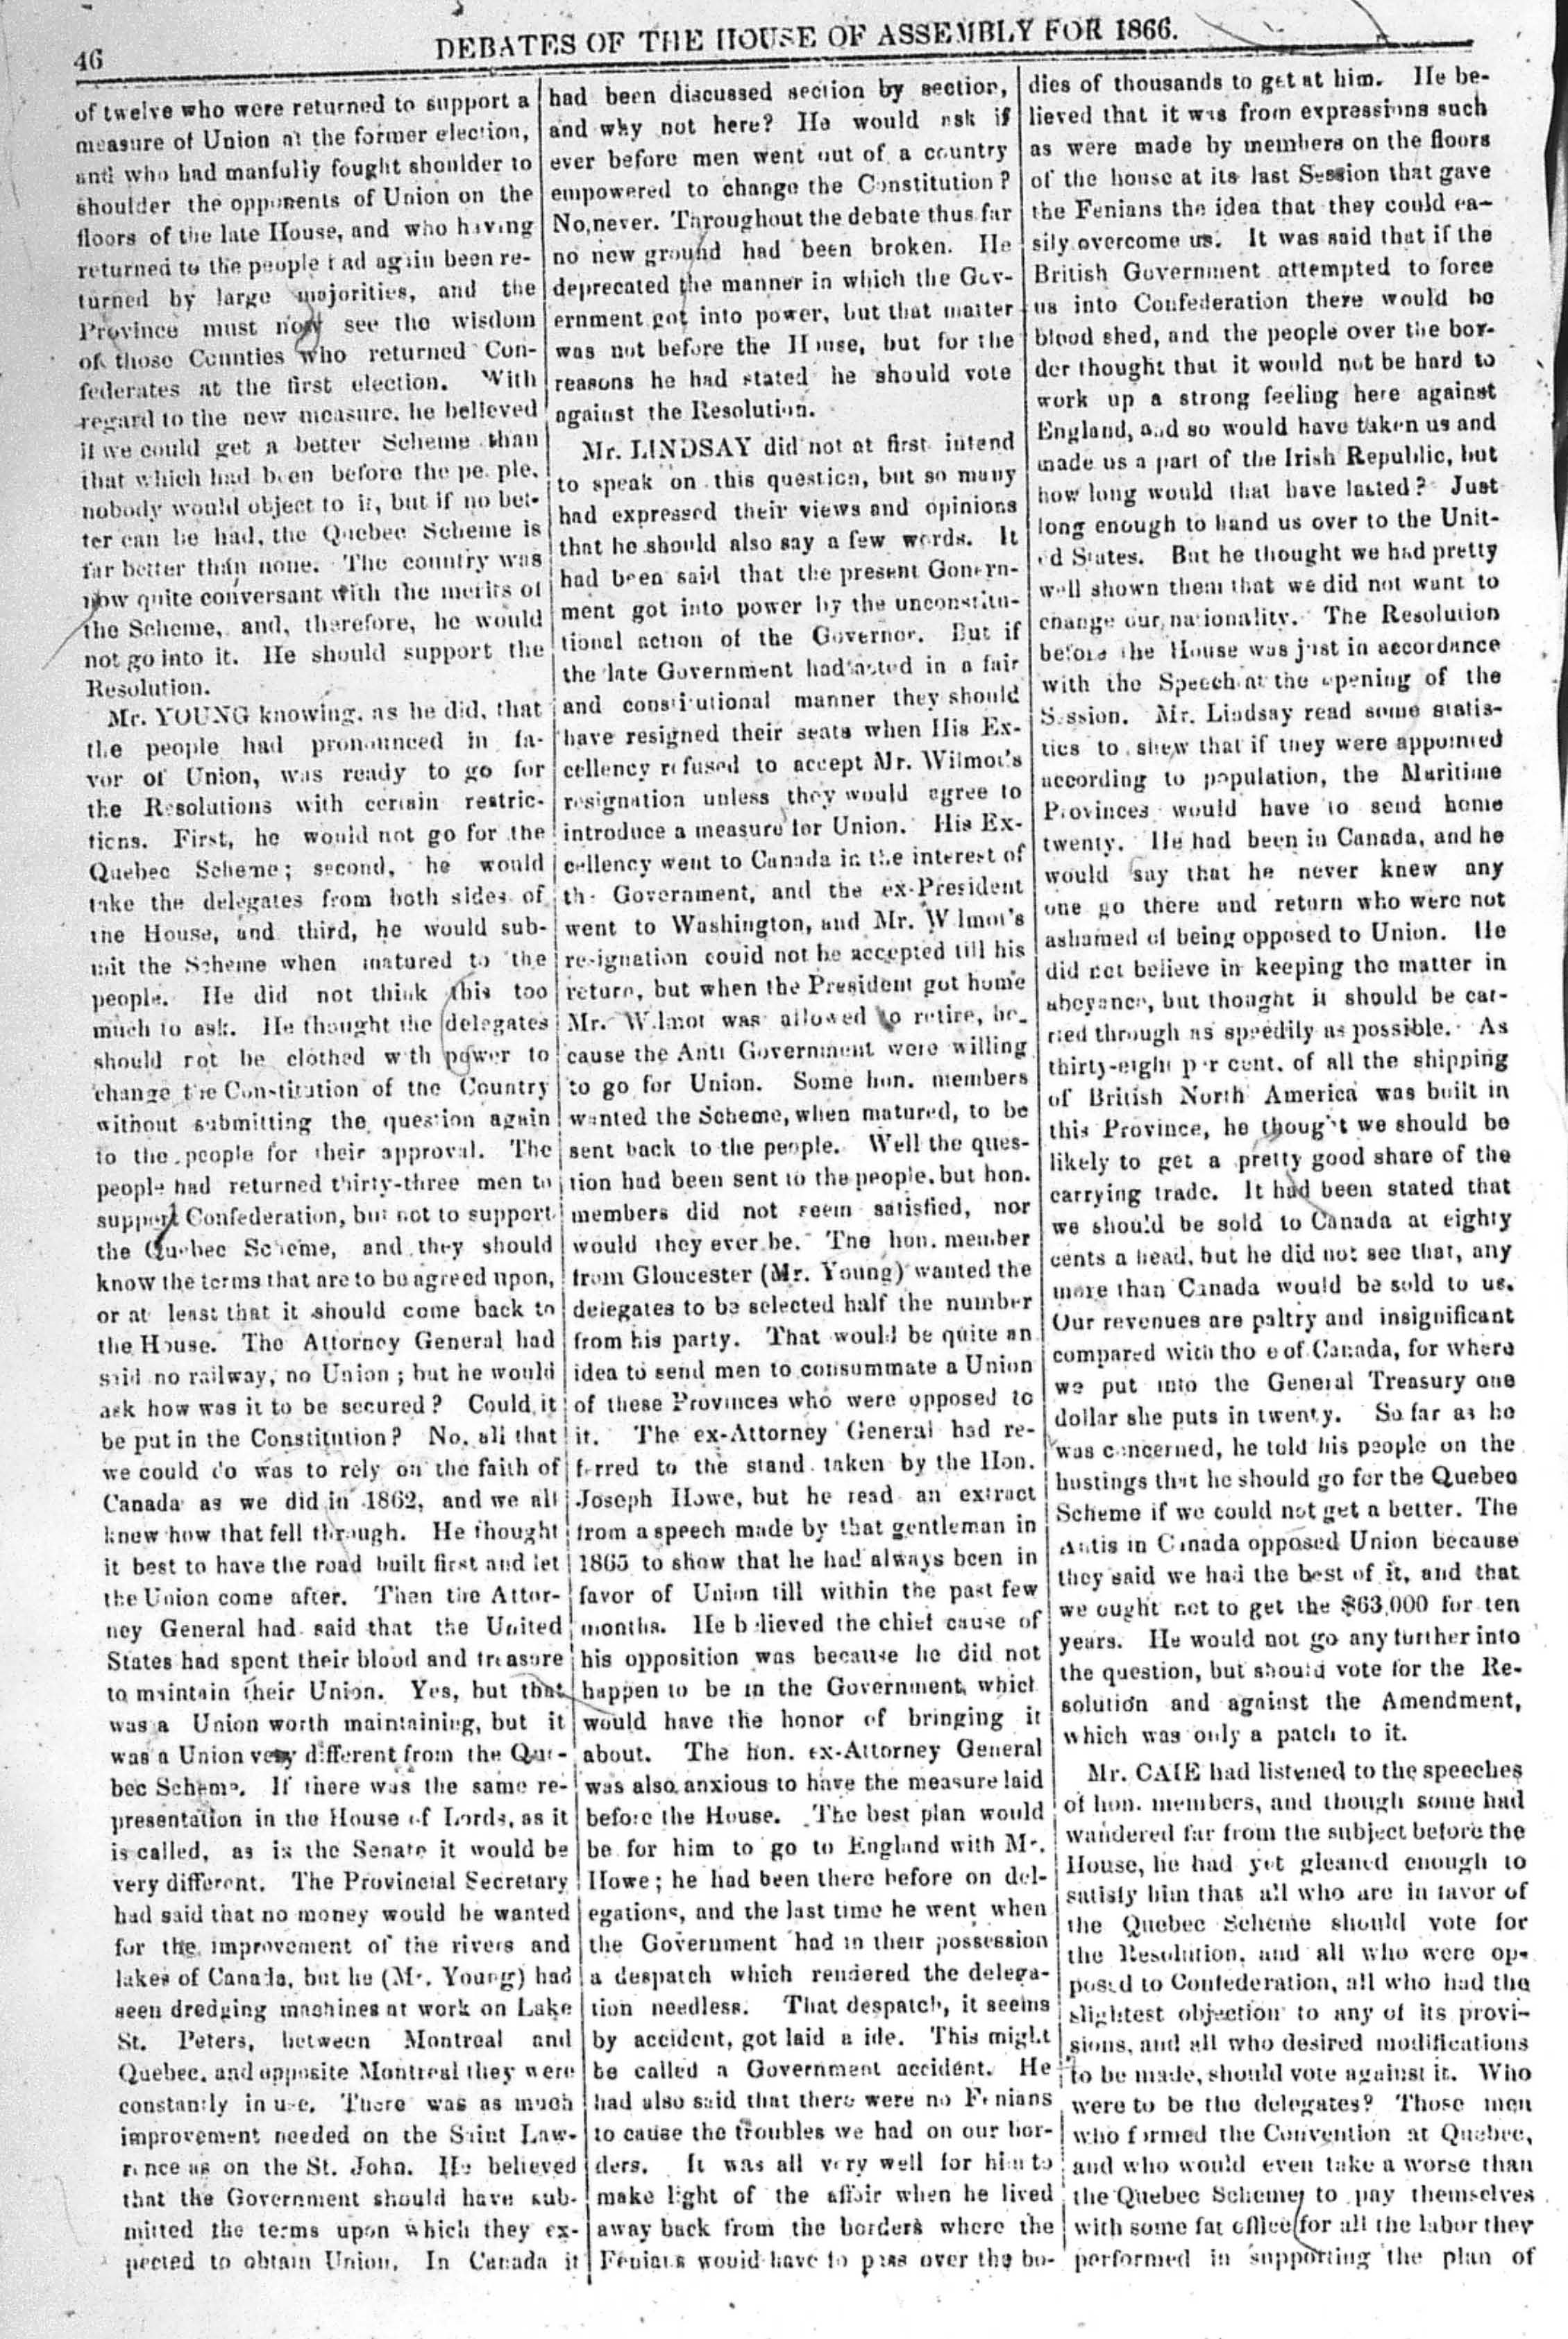 46
DEBATES OF THE HOUSE OF ASSEMBLY FOR 1866.
of twelve who were returned to support a
measure of Union at the former election,
and who had manfully fought shoulder to
shoulder the opponents of Union on the
floors of the late House, and who having
returned to the people had again been re-
turned by large majorities, and the
Province must now see the wisdom
of those Counties who returned Con-
federates at the first election. With
regard to the new measure, he believed
if we could get a better Scheme than
that which had been before the people,
nobody would object to it, but if no bet-
ter can be had, the Quebec Scheme is
far better than none. The country was
now quite conversant with the merits of
the Scheme, and, therefore, he would
not go into it. He should support the
Resolution.
Mr. YOUNG knowing, as he did, that
the people had pronounced in fa-
vor of Union, was ready to go for
the Resolutions with certain restric-
tions. First, he would not go for the
Quebec Scheme; second, he would
take the delegates from both sides of
the House, and third, he would sub-
mit the Scheme when matured to the
people. He did not think this too
much to ask. He thought the delegates
should not be clothed with power to
change the Constitution of the Country
without submitting the question again
to the people for their approval. The
people had returned thirty-three men to
support Confederation, but not to support
the Quebec Scheme, and they should
know the terms that are to be agreed upon,
or at least that it should come back to
the House. The Attorney General had
said no railway, no Union; but he would
ask how was it to be secured? Could it
be put in the Constitution? No, all that
we could do was to rely on the faith of
Canada as we did in 1862, and we all
knew how that fell through. He thought
it best to have the road built first and let
the Union come after. Then the Attor-
ney General had said that the United
States had spent their blood and treasure
to maintain their Union. Yes, but that
was a Union worth maintaining, but it
was a Union very different from the Que-
bec Scheme. If there was the same re-
presentation in the House of Lords, as it
is called, as in the Senate it would be
very different. The Provincial Secretary
had said that no money would be wanted
for the improvement of the rivers and
lakes of Canada, but he (Mr. Young) had
seen dredging machines at work on Lake
St. Peters, between Montreal and
Quebec, and opposite Montreal they were
constantly in use. There was as much
improvement needed on the Saint Law-
rence as on the St. John. He believed
that the Government should have sub-
mitted the terms upon which they ex-
pected to obtain Union. In Canada it
had been discussed section by section,
and why not here? He would ask if
ever before men went out of a country
empowered to change the Constitution?
No, never. Throughout the debate thus far
no new ground had been broken. He
deprecated the manner in which the Gov-
ernment got into power, but that matter
was not before the House, but for the
reasons he had stated he should vote
against the Resolution.
Mr. LINDSAY did not at first intend
to speak on this question, but so many
had expressed their views and opinions
that he should also say a few words. It
had been said that the present Govern-
ment got into power by the unconstitu-
tional action of the Governor. But if
the late Government had acted in a fair
and constitutional manner they should
have resigned their seats when His Ex-
cellency refused to accept Mr. Wilmot's
resignation unless they would agree to
introduce a measure for Union. His Ex-
cellency went to Canada in the interest of
the Government, and the ex-President
went to Washington, and Mr. Wilmot's
resignation could not be accepted till his
return, but when the President got home
Mr. Wilmot was allowed to retire, be-
cause the Anti Government were willing
to go for Union. Some hon. members
wanted the Scheme, when matured, to be
sent back to the people. Well the ques-
tion had been sent to the people, but hon.
members did not seem satisfied, nor
would they ever be. The hon. member
from Gloucester (Mr. Young) wanted the
delegates to be selected half the number
from his party. That would be quite an
idea to send men to consummate a Union
of these Provinces who were opposed to
it. The ex-Attorney General had re-
ferred to the stand taken by the Hon.
Joseph Howe, but he read an extract
from a speech made by that gentleman in
1865 to show that he had always been in
favor of Union till within the past few
months. He believed the chief cause of
his opposition was because he did not
happen to be in the Government, which
would have the honor of bringing it
about. The hon. ex-Attorney General
was also anxious to have the measure laid
before the House. The best plan would
be for him to go to England with Mr.
Howe; he had been there before on del-
egations, and the last time he went when
the Government had in their possession
a despatch which rendered the delega-
tion needless. That despatch, it seems
by accident, got laid a ide. This might
be called a Government accident. He
had also said that there were no Fenians
to cause the troubles we had on our bor-
ders. It was all very well for him to
make light of the affair when he lived
away back from the borders where the
Fenians would have to pass over the bo-
dies of thousands to get at him. He be-
lieved that it was from expressions such
as were made by members on the floors
of the house at its last Session that gave
the Fenians the idea that they could ea-
sily overcome us. It was said that if the
British Government attempted to force
us into Confederation there would be
blood shed, and the people over the bor-
der thought that it would not be hard to
work up a strong feeling here against
England, and so would have taken us and
made us a part of the Irish Republic, but
how long would that have lasted? Just
long enough to hand us over to the Unit-
ed States. But he thought we had pretty
well shown them that we did not want to
change our nationality. The Resolution
before the House was just in accordance
with the Speech at the opening of the
Session. Mr. Lindsay read some statis-
tics to shew that if they were appointed
according to population, the Maritime
Provinces would have to send home
twenty. He had been in Canada, and he
would say that he never knew any
one go there and return who were not
ashamed of being opposed to Union. He
did not believe in keeping the matter in
abeyance, but thought it should be car-
ried through as speedily as possible. As
thirty-eight per cent. of all the shipping
of British North America was built in
this Province, he thought we should be
likely to get a pretty good share of the
carrying trade. It had been stated that
we should be sold to Canada at eighty
cents a head, but he did not see that, any
more than Canada would be sold to us.
Our revenues are paltry and insignificant
compared with tho e of Canada, for where
we put into the General Treasury one
dollar she puts in twenty. So far as he
was concerned, he told his people on the
hustings that he should go for the Quebec
Scheme if we could not get a better. The
Antis in Canada opposed Union because
they said we had the best of it, and that
we ought not to get the $63,000 for ten
years. He would not go any further into
the question, but should vote for the Re-
solution and against the Amendment,
which was only a patch to it.
Mr. CAIE had listened to the speeches
of hon. members, and though some had
wandered far from the subject before the
House, he had yet gleaned enough to
satisfy him that all who are in favor of
the Quebec Scheme should vote for
the Resolution, and all who were op-
posed to Confederation, all who had the
slightest objection to any of its provi-
sions, and all who desired modifications
to be made, should vote against it. Who
were to be the delegates? Those men
who formed the Convention at Quebec,
and who would even take a worse than
the Quebec Scheme, to pay themselves
with some fat office for all the labor they
performed in supporting the plan of